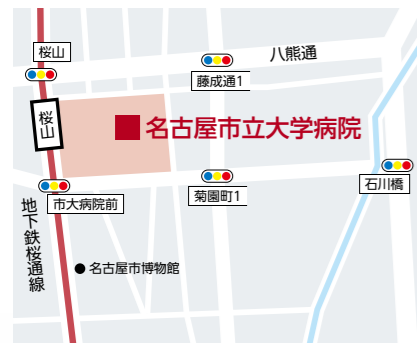 桜山
八熊通
藤成通1
桜山
名古屋市立大学病院
石川橋
市大病院前
菊園町1
地下鉄桜通線
名古屋市博物館